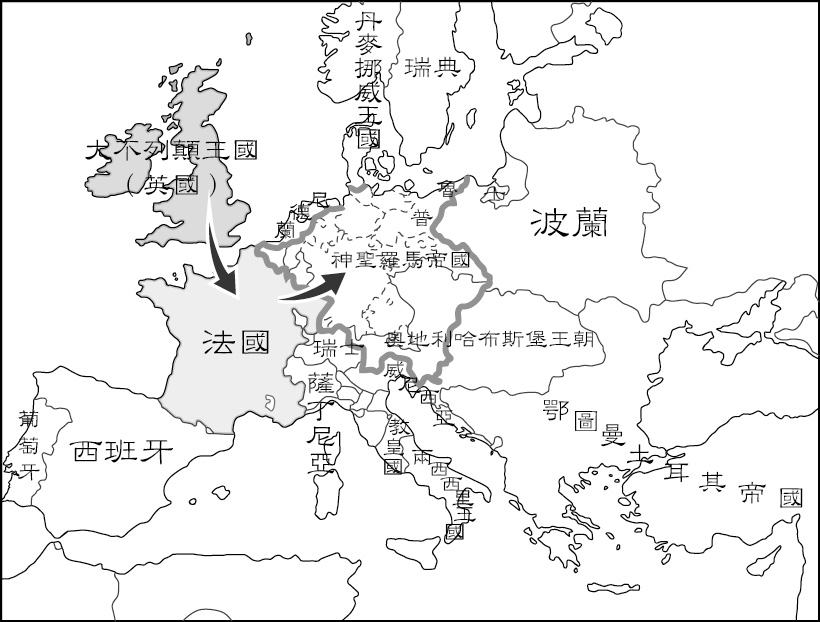 丹麥挪威王國
瑞典
大不列顛王國
（英國）
尼德蘭
普魯士
波蘭
神聖羅馬帝國
法國
瑞士
奧地利哈布斯堡王朝
薩丁尼亞
威尼西亞
葡萄牙
西班牙
教皇國
兩西西里王國
鄂圖曼土耳其帝國